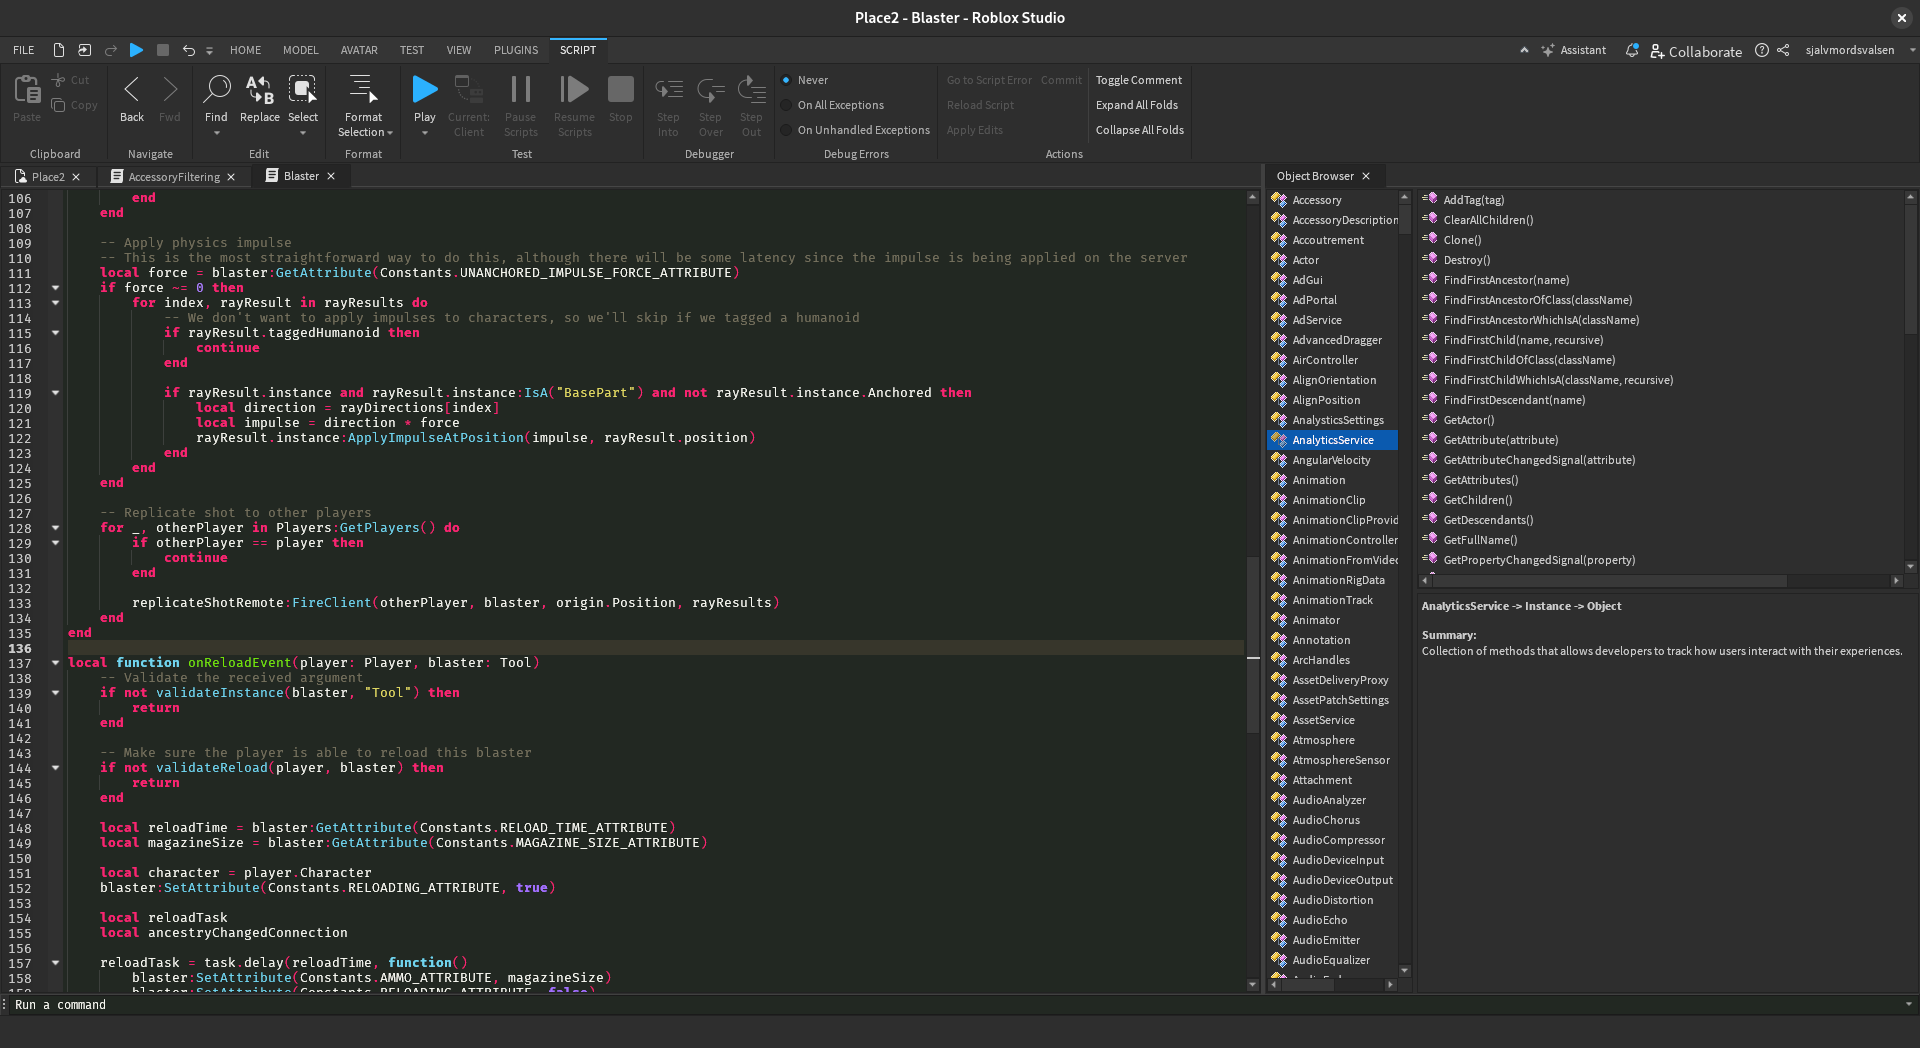 Place2 - Blaster - Roblox Studio
FILE HOME MODEL AVATAR TEST VIEW PLUGINS SCRIPT Assistant Collaborate sjalvmordsvalsen
Paste Cut Copy Back Fwd Find Replace Select Format Selection Play Current: Client Pause Scripts Resume Scripts Stop Step Into Step Over Step Out
Never
On All Exceptions
On Unhandled Exceptions
Go to Script Error Commit
Reload Script
Apply Edits
Toggle Comment
Expand All Folds
Collapse All Folds
Clipboard Navigate Edit Format Test Debugger Debug Errors Actions
Place2 AccessoryFiltering Blaster
106 end
107 end
108
109 -- Apply physics impulse
110 -- This is the most straightforward way to do this, although there will be some latency since the impulse is being applied on the server
111 local force = blaster:GetAttribute(Constants.UNANCHORED_IMPULSE_FORCE_ATTRIBUTE)
112 if force ~= 0 then
113 for index, rayResult in rayResults do
114 -- We don't want to apply impulses to characters, so we'll skip if we tagged a humanoid
115 if rayResult.taggedHumanoid then
116 continue
117 end
118
119 if rayResult.instance and rayResult.instance:IsA("BasePart") and not rayResult.instance.Anchored then
120 local direction = rayDirections[index]
121 local impulse = direction * force
122 rayResult.instance:ApplyImpulseAtPosition(impulse, rayResult.position)
123 end
124 end
125 end
126
127 -- Replicate shot to other players
128 for _, otherPlayer in Players:GetPlayers() do
129 if otherPlayer == player then
130 continue
131 end
132
133 replicateShotRemote:FireClient(otherPlayer, blaster, origin.Position, rayResults)
134 end
135 end
136
137 local function onReloadEvent(player: Player, blaster: Tool)
138 -- Validate the received argument
139 if not validateInstance(blaster, "Tool") then
140 return
141 end
142
143 -- Make sure the player is able to reload this blaster
144 if not validateReload(player, blaster) then
145 return
146 end
147
148 local reloadTime = blaster:GetAttribute(Constants.RELOAD_TIME_ATTRIBUTE)
149 local magazineSize = blaster:GetAttribute(Constants.MAGAZINE_SIZE_ATTRIBUTE)
150
151 local character = player.Character
152 blaster:SetAttribute(Constants.RELOADING_ATTRIBUTE, true)
153
154 local reloadTask
155 local ancestryChangedConnection
156
157 reloadTask = task.delay(reloadTime, function()
158 blaster:SetAttribute(Constants.AMMO_ATTRIBUTE, magazineSize)
Object Browser
Accessory
AccessoryDescription
Accoutrement
Actor
AdGui
AdPortal
AdService
AdvancedDragger
AirController
AlignOrientation
AlignPosition
AnalysticsSettings
AnalyticsService
AngularVelocity
Animation
AnimationClip
AnimationClipProvid
AnimationController
AnimationFromVideo
AnimationRigData
AnimationTrack
Animator
Annotation
ArcHandles
AssetDeliveryProxy
AssetPatchSettings
AssetService
Atmosphere
AtmosphereSensor
Attachment
AudioAnalyzer
AudioChorus
AudioCompressor
AudioDeviceInput
AudioDeviceOutput
AudioDistortion
AudioEcho
AudioEmitter
AudioEqualizer
AddTag(tag)
ClearAllChildren()
Clone()
Destroy()
FindFirstAncestor(name)
FindFirstAncestorOfClass(className)
FindFirstAncestorWhichIsA(className)
FindFirstChild(name, recursive)
FindFirstChildOfClass(className)
FindFirstChildWhichIsA(className, recursive)
FindFirstDescendant(name)
GetActor()
GetAttribute(attribute)
GetAttributeChangedSignal(attribute)
GetAttributes()
GetChildren()
GetDescendants()
GetFullName()
GetPropertyChangedSignal(property)
AnalyticsService -> Instance -> Object
Summary:
Collection of methods that allows developers to track how users interact with their experiences.
Run a command